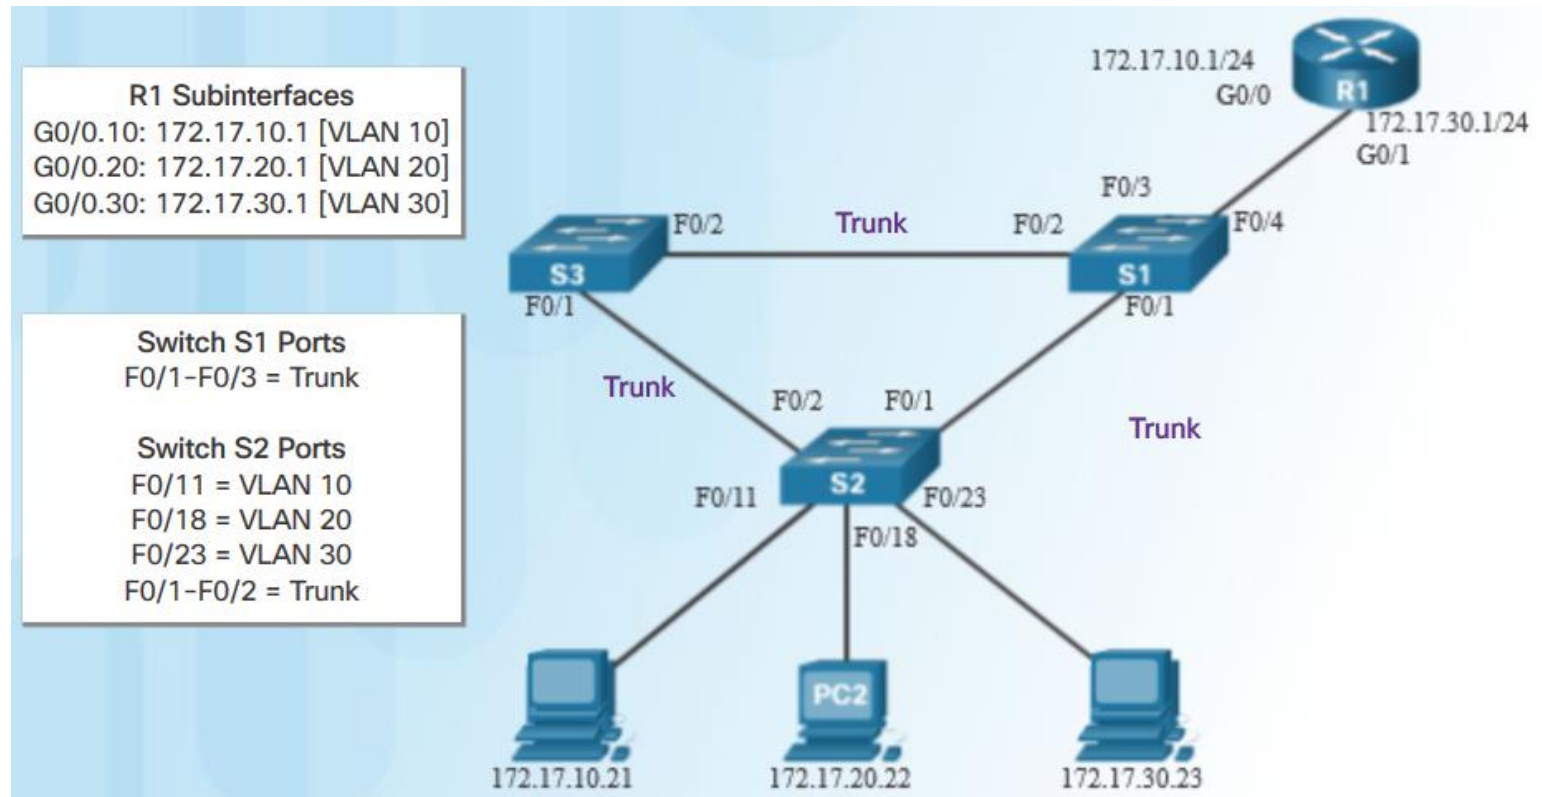 R1 Subinterfaces
G0/0.10: 172.17.10.1 [VLAN 10]
G0/0.20: 172.17.20.1 [VLAN 20]
G0/0.30: 172.17.30.1 [VLAN 30]
Switch S1 Ports
F0/1-F0/3 = Trunk
Switch S2 Ports
F0/11 = VLAN 10
F0/18 = VLAN 20
F0/23 = VLAN 30
F0/1-F0/2 = Trunk
172.17.10.1/24
G0/0
R1
172.17.30.1/24
G0/1
F0/3
F0/2
Trunk
F0/2
F0/4
S3
S1
F0/1
F0/1
Trunk
F0/2
F0/1
Trunk
S2
F0/11
F0/23
F0/18
PC2
172.17.10.21
172.17.20.22
172.17.30.23